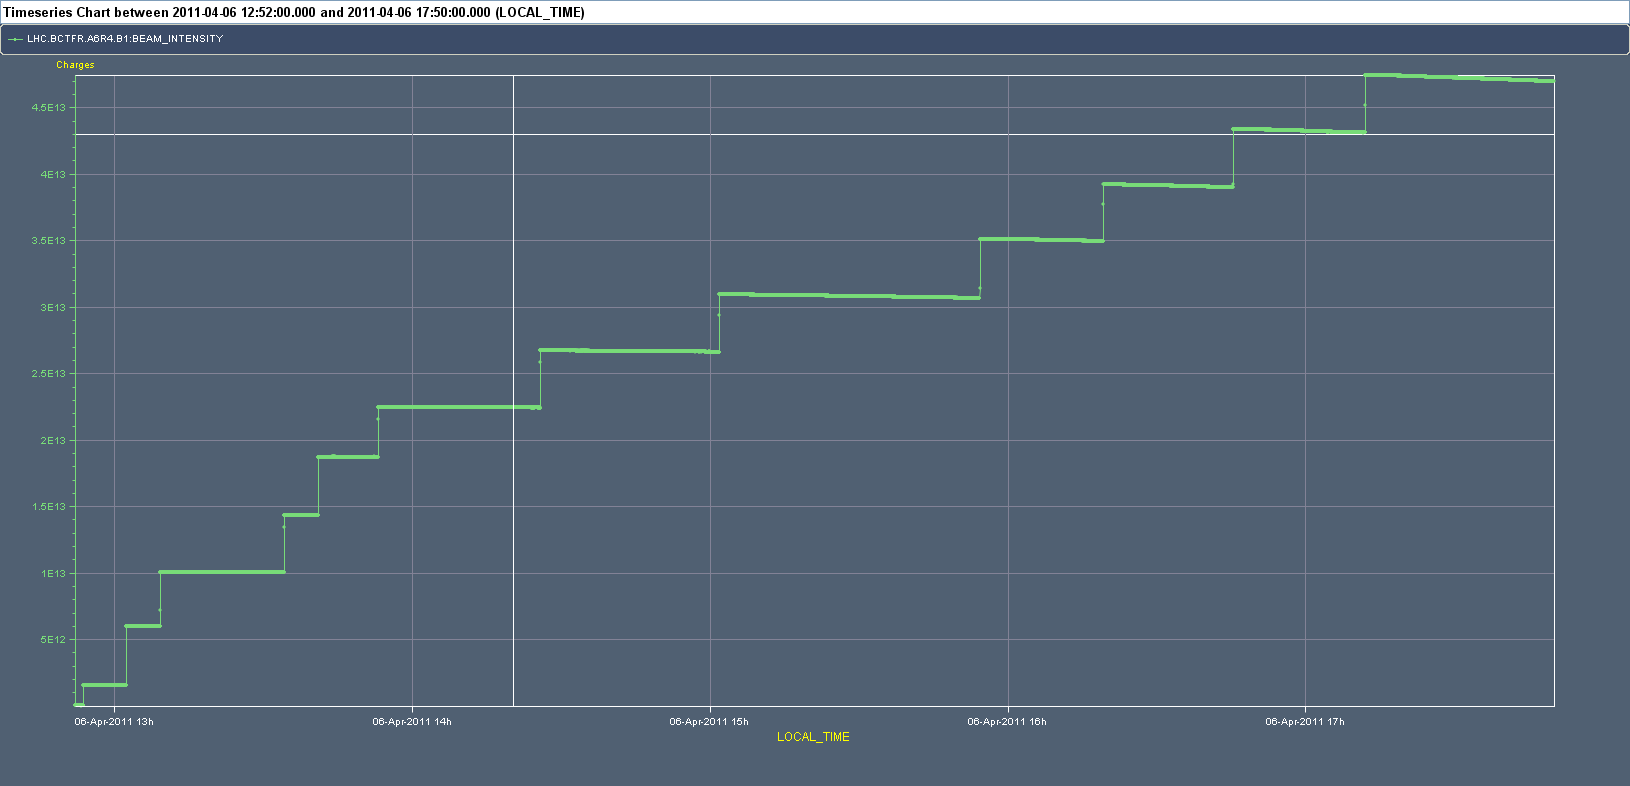 Timeseries Chart between 2011-04-06 12:52:00.000 and 2011-04-06 17:50:00.000 (LOCAL_TIME)
LHC.BCTFR.A6R4.B1:BEAM_INTENSITY
Charges
4.5E13
4E13
3.5E13
3E13
2.5E13
2E13
1.5E13
1E13
5E12
06-Apr-2011 13h 06-Apr-2011 14h 06-Apr-2011 15h 06-Apr-2011 16h 06-Apr-2011 17h
LOCAL_TIME